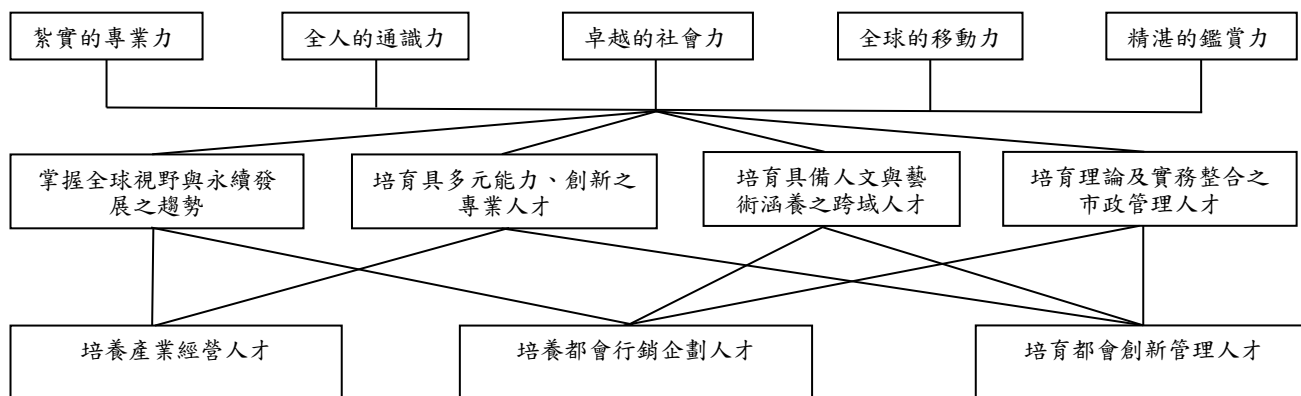 紮實的專業力
全人的通識力
卓越的社會力
全球的移動力
精湛的鑑賞力
掌握全球視野與永續發
展之趨勢
培育具多元能力、創新之
專業人才
培育具備人文與藝
術涵養之跨域人才
培育理論及實務整合之
市政管理人才
培養產業經營人才
培養都會行銷企劃人才
培育都會創新管理人才